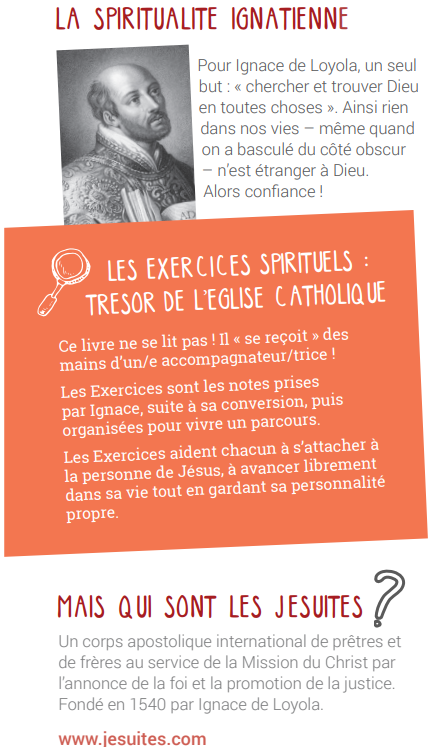 LA SPIRITUALITE IGNATIENNE
Pour Ignace de Loyola, un seul
but : « chercher et trouver Dieu
en toutes choses ». Ainsi rien
dans nos vies – même quand
on a basculé du côté obscur
– n'est étranger à Dieu.
Alors confiance !
AD
LES EXERCICES SPIRITUELS :
TRESOR DE L'EGLISE CATHOLIQUE
Ce livre ne se lit pas ! Il « se reçoit » des
mains d'un/e accompagnateur/trice !
Les Exercices sont les notes prises
par Ignace, suite à sa conversion, puis
organisées pour vivre un parcours.
Les Exercices aident chacun à s'attacher à
la personne de Jésus, à avancer librement
dans sa vie tout en gardant sa personnalité
propre.
MAIS QUI SONT LES JESUITES ?
Un corps apostolique international de prêtres et
de frères au service de la Mission du Christ par
l'annonce de la foi et la promotion de la justice.
Fondé en 1540 par Ignace de Loyola.
www.jesuites.com